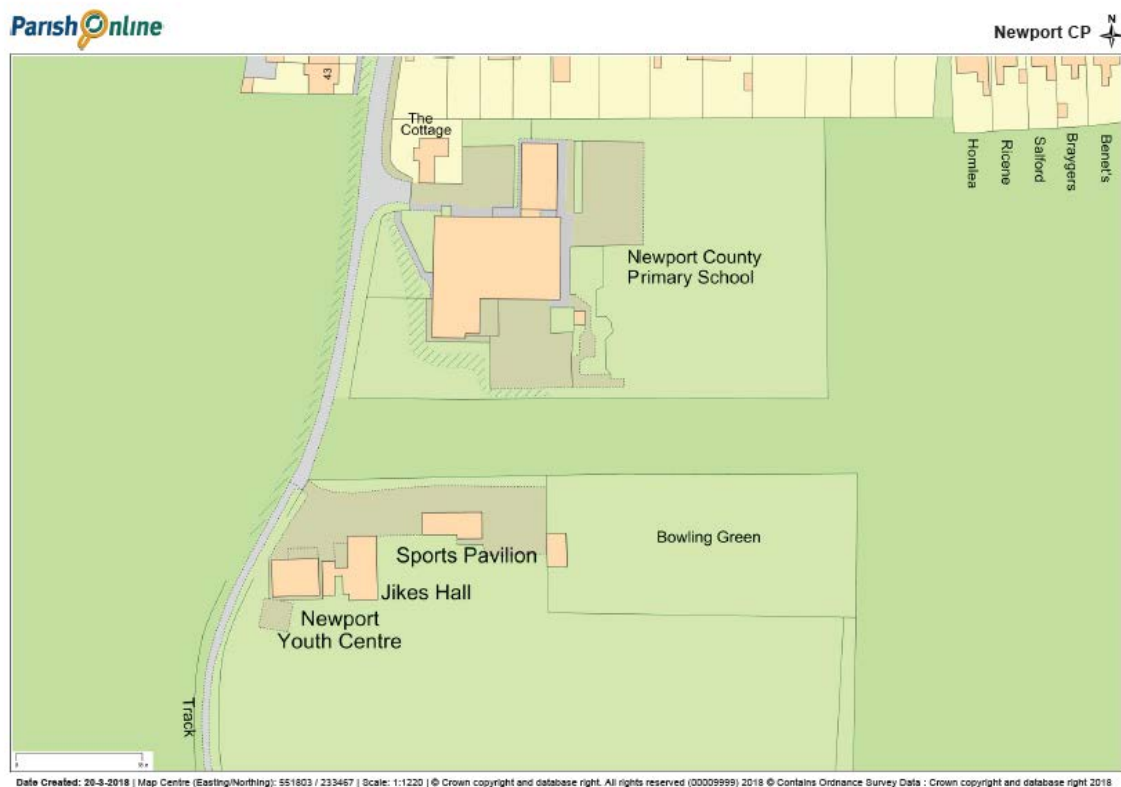 Parish Online
Newport CP
N
43
The
Cottage
Homlea
Ricene
Salford
Braygers
Benet's
Newport County
Primary School
Bowling Green
Sports Pavilion
Jikes Hall
Newport
Youth Centre
Track
Date Created: 20-3-2018 | Map Centre (Easting/Northing): 551803 / 233467 | Scale: 1:1220 | © Crown copyright and database right. All rights reserved (00009999) 2018 © Contains Ordnance Survey Data : Crown copyright and database right 2018